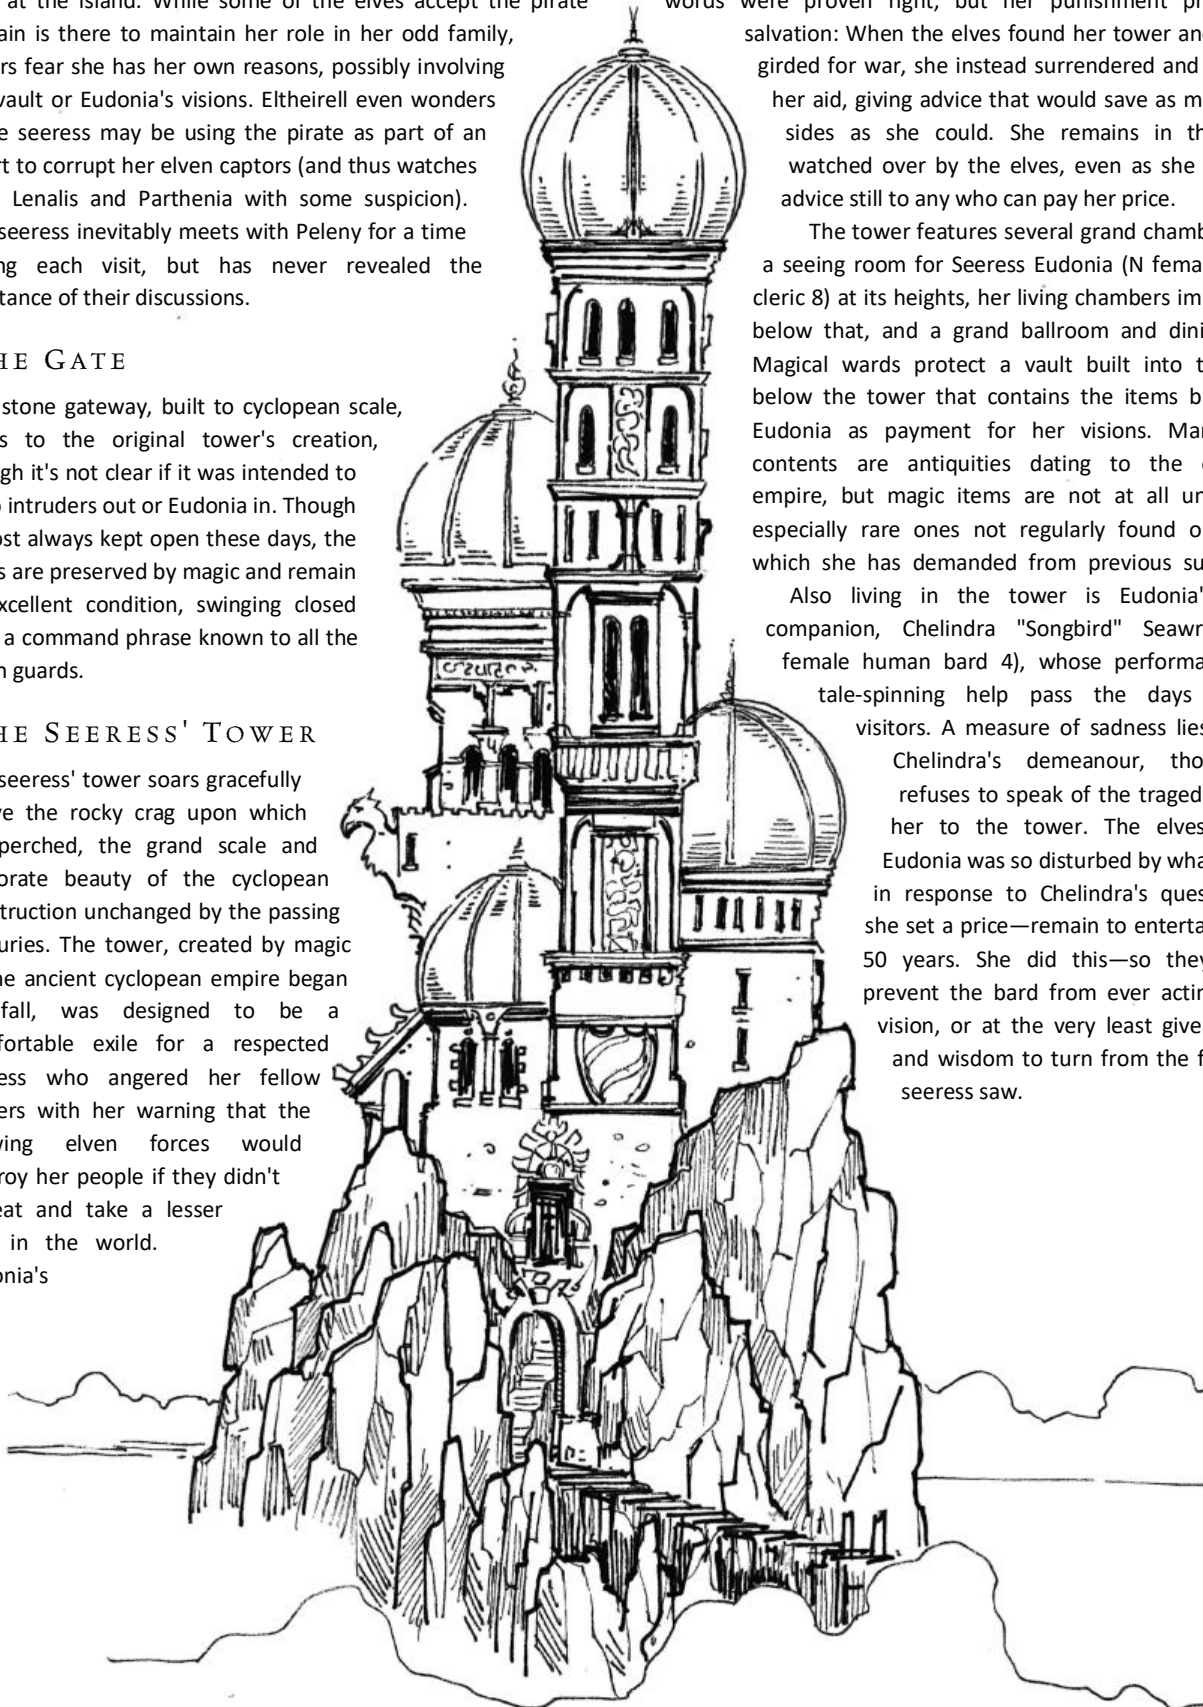 at the island. While some of the elves accept the pirate
ain is there to maintain her role in her odd family,
rs fear she has her own reasons, possibly involving
vault or Eudonia's visions. Eltheirell even wonders
e seeress may be using the pirate as part of an
rt to corrupt her elven captors (and thus watches
Lenalis and Parthenia with some suspicion).
seeress inevitably meets with Peleny for a time
ng each visit, but has never revealed the
tance of their discussions.
HE GATE
stone gateway, built to cyclopean scale,
s to the original tower's creation,
gh it's not clear if it was intended to
intruders out or Eudonia in. Though
ost always kept open these days, the
s are preserved by magic and remain
xcellent condition, swinging closed
a command phrase known to all the
n guards.
HE SEERESS' TOWER
seeress' tower soars gracefully
ve the rocky crag upon which
perched, the grand scale and
orate beauty of the cyclopean
truction unchanged by the passing
uries. The tower, created by magic
he ancient cyclopean empire began
fall, was designed to be a
fortable exile for a respected
ess who angered her fellow
ers with her warning that the
ving elven forces would
roy her people if they didn't
eat and take a lesser
in the world.
onia's
words were proven right, but her punishment pr
salvation: When the elves found her tower an
girded for war, she instead surrendered and
her aid, giving advice that would save as m
sides as she could. She remains in th
watched over by the elves, even as she
advice still to any who can pay her price.
The tower features several grand chamb
a seeing room for Seeress Eudonia (N fema
cleric 8) at its heights, her living chambers im
below that, and a grand ballroom and dini
Magical wards protect a vault built into t
below the tower that contains the items b
Eudonia as payment for her visions. Mar
contents are antiquities dating to the
empire, but magic items are not at all un
especially rare ones not regularly found o
which she has demanded from previous su
Also living in the tower is Eudonia'
companion, Chelindra "Songbird" Seawr
female human bard 4), whose performa
tale-spinning help pass the days
visitors. A measure of sadness lies
Chelindra's demeanour, tho
refuses to speak of the traged
her to the tower. The elves
Eudonia was so disturbed by wha
in response to Chelindra's ques
she set a price—remain to enterta
50 years. She did this—so they
prevent the bard from ever actin
vision, or at the very least give
and wisdom to turn from the f
seeress saw.